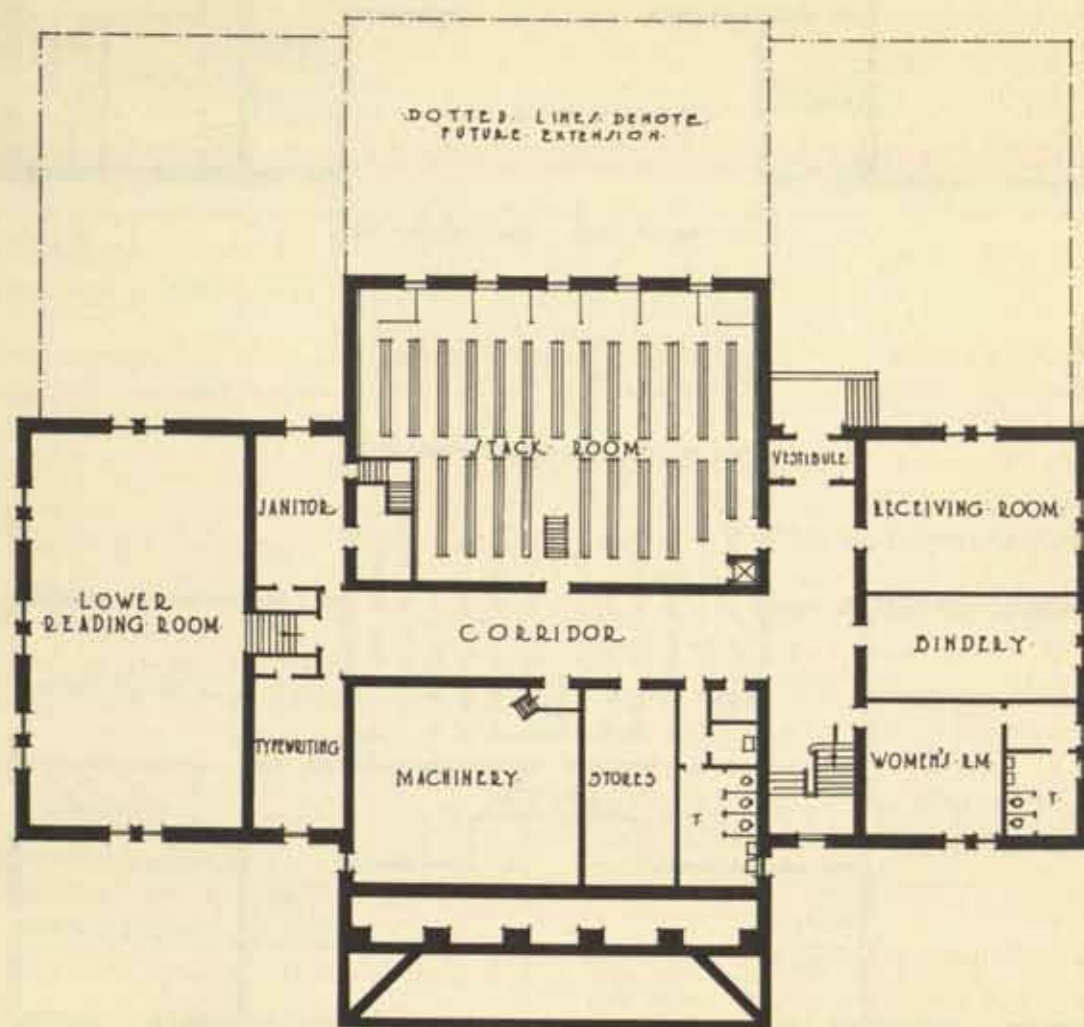 ·DOTTED· LINES· DENOTE·
FUTURE· EXTENSION·
·STACK· ROOM·
VESTIBULE
JANITOR
RECEIVING· ROOM·
·LOWER
READING ROOM
CORRIDOR
BINDERY·
TYPEWRITING
MACHINERY·
STORES
WOMEN'S· RM
T.
T.